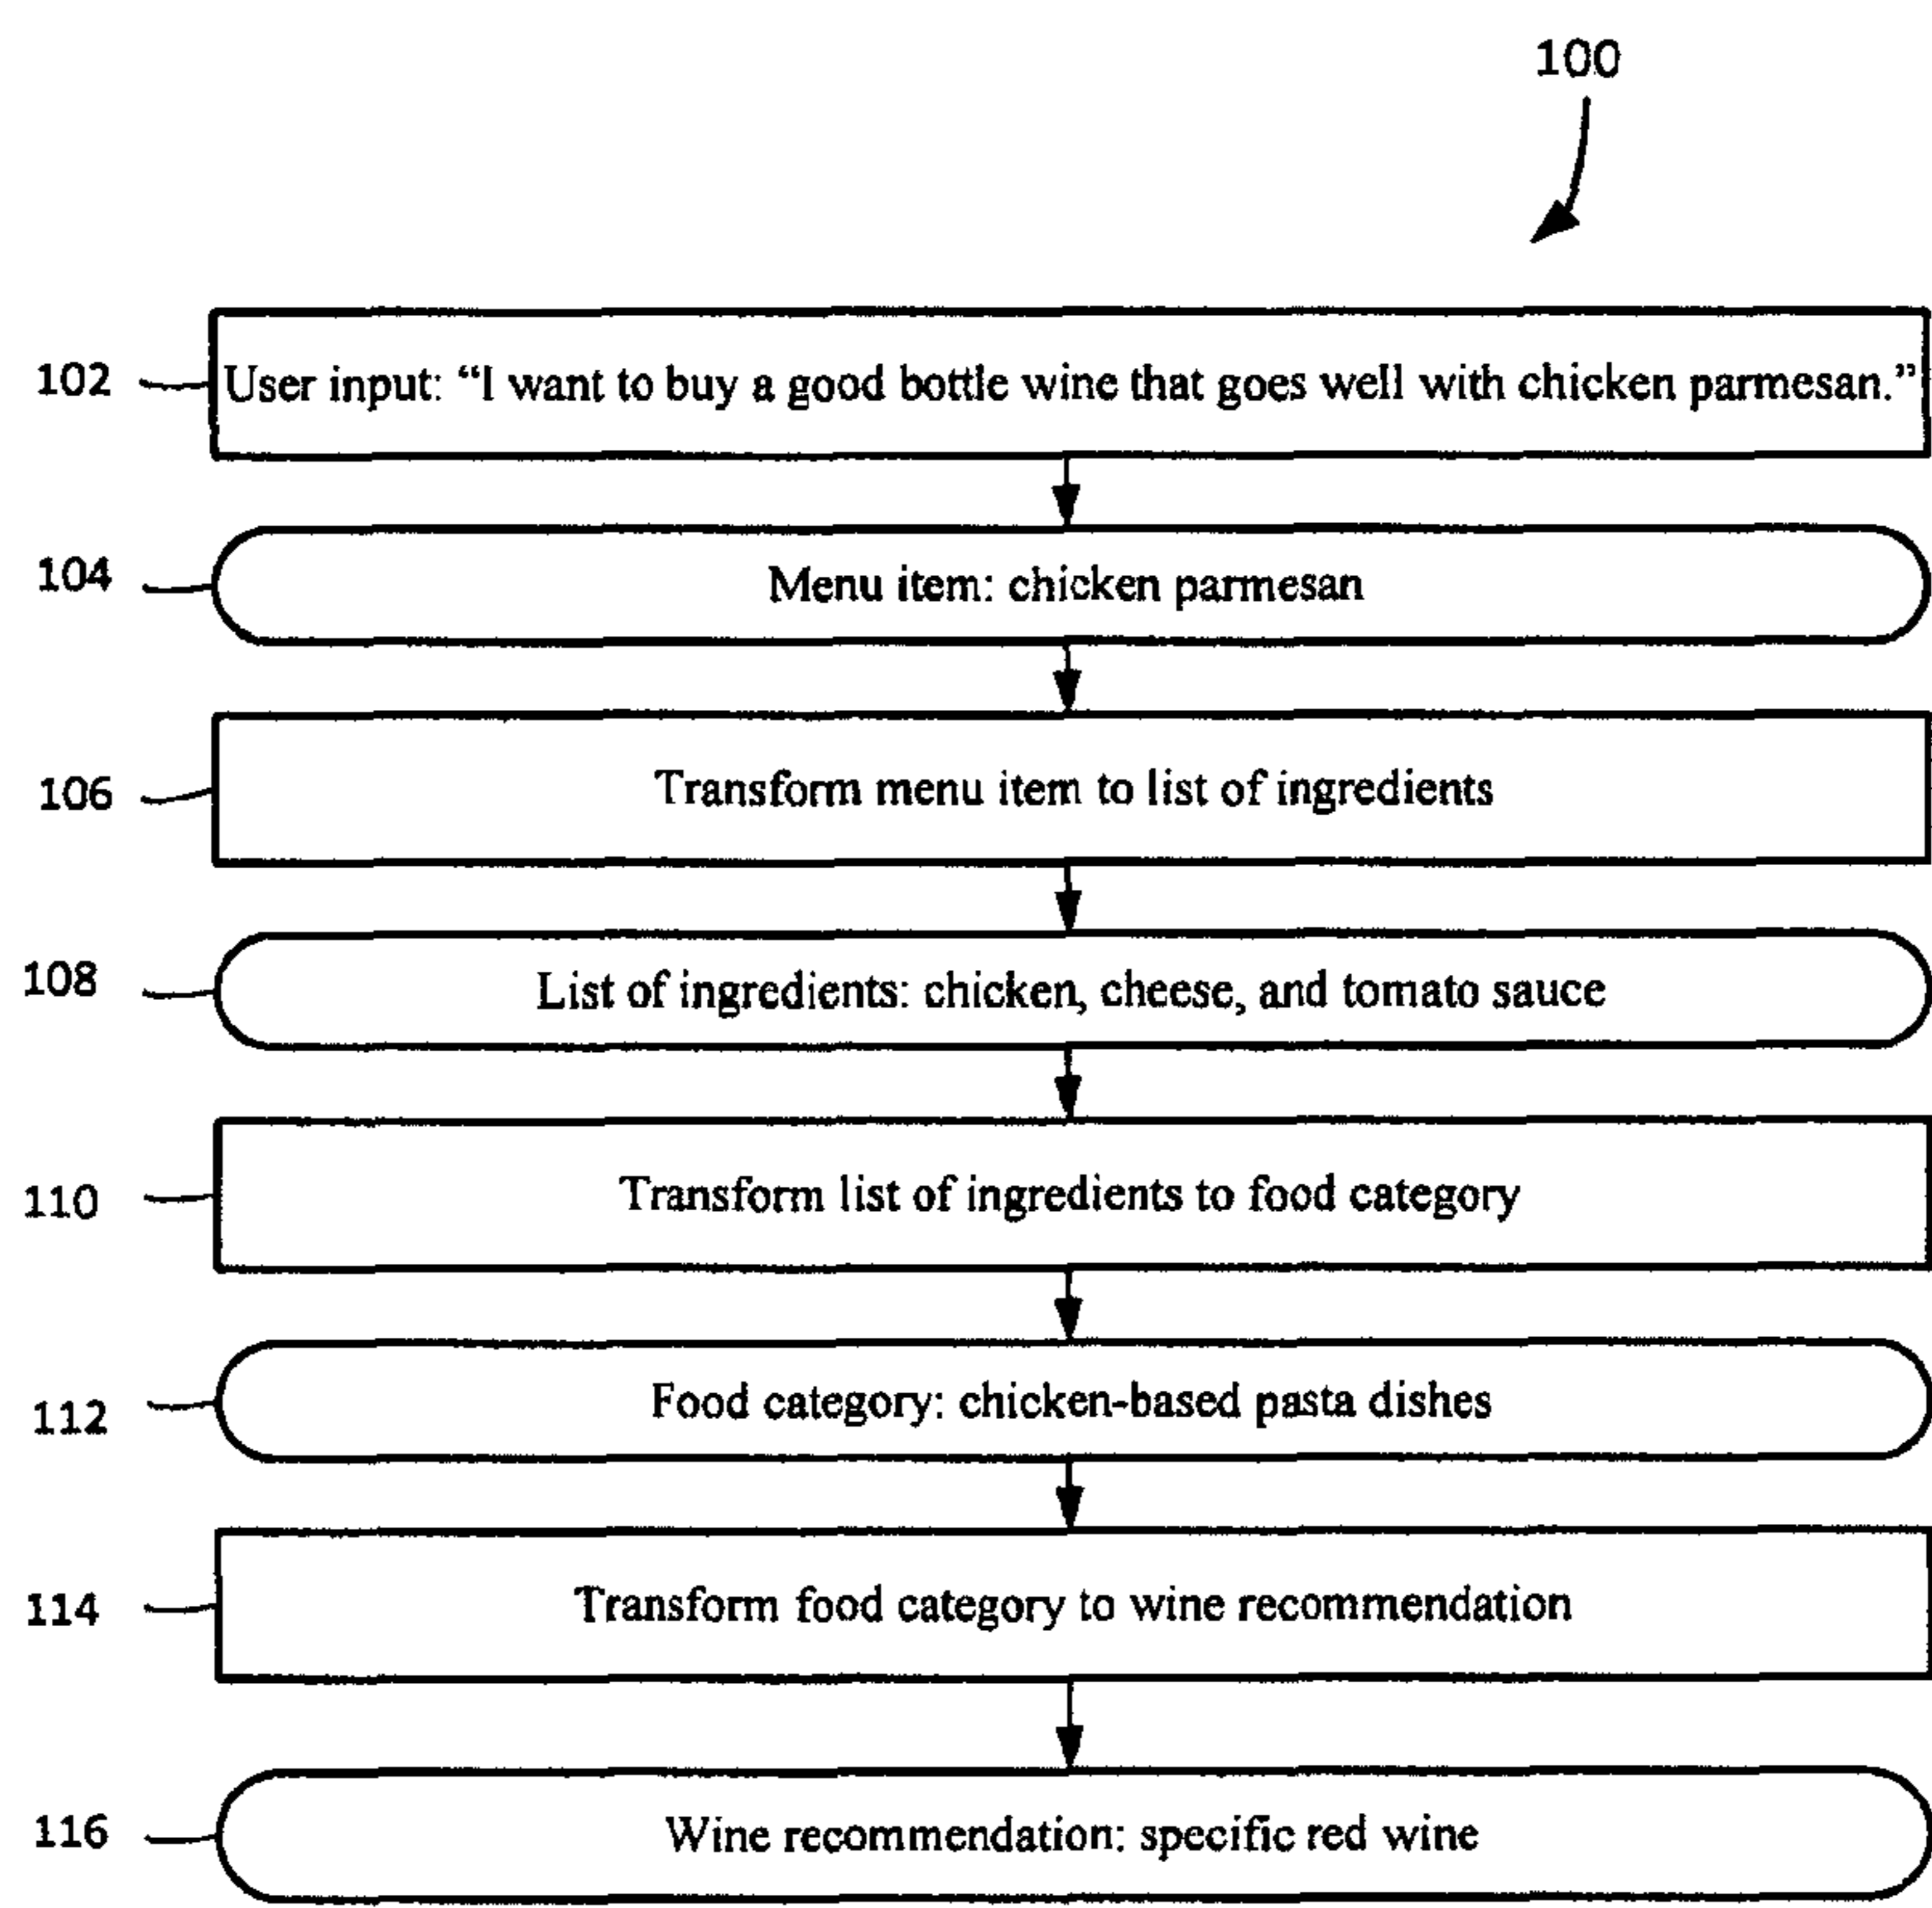 100
102 User input: “I want to buy a good bottle wine that goes well with chicken parmesan.”
104 Menu item: chicken parmesan
106 Transform menu item to list of ingredients
108 List of ingredients: chicken, cheese, and tomato sauce
110 Transform list of ingredients to food category
112 Food category: chicken-based pasta dishes
114 Transform food category to wine recommendation
116 Wine recommendation: specific red wine